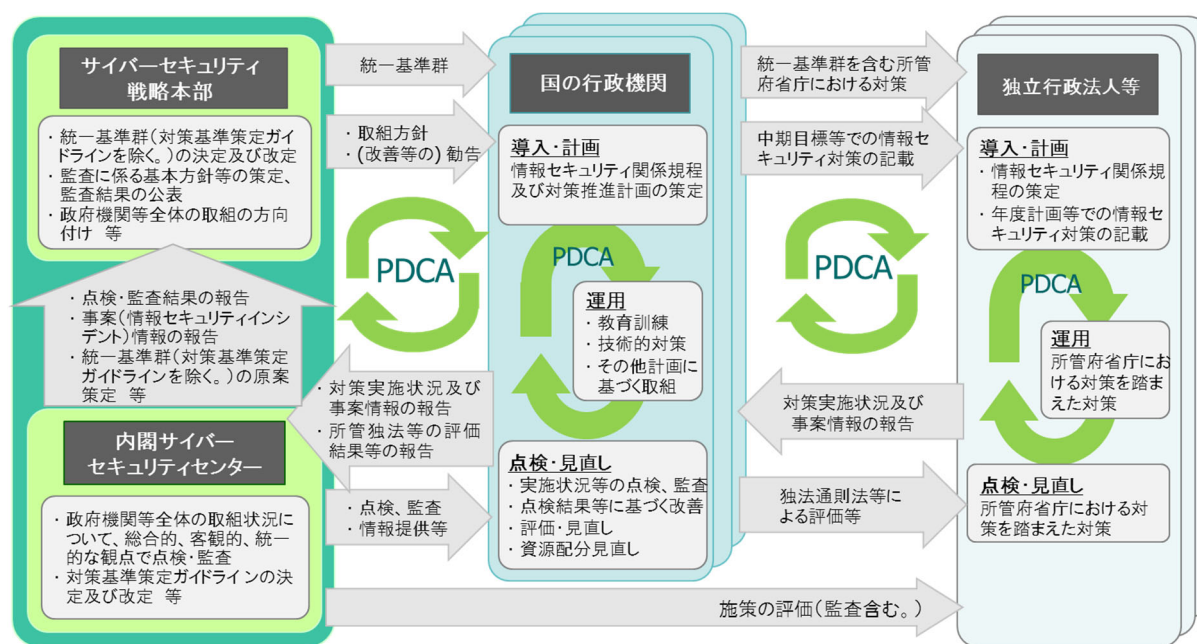 サイバーセキュリティ
戦略本部
・統一基準群(対策基準策定ガイ
ドラインを除く。)の決定及び改定
・監査に係る基本方針等の策定、
監査結果の公表
・政府機関等全体の取組の方向
付け 等
・点検・監査結果の報告
・事案(情報セキュリティインシ
デント)情報の報告
・統一基準群(対策基準策定
ガイドラインを除く。)の原案
策定 等
内閣サイバー
セキュリティセンター
・政府機関等全体の取組状況に
ついて、総合的、客観的、統一
的な観点で点検・監査
・対策基準策定ガイドラインの決
定及び改定 等
統一基準群
・取組方針
・(改善等の)勧告
PDCA
・対策実施状況及び
事案情報の報告
・所管独法等の評価
結果等の報告
・点検、監査
・情報提供等
国の行政機関
導入・計画
情報セキュリティ関係規程
及び対策推進計画の策定
PDCA
運用
・教育訓練
・技術的対策
・その他計画に
基づく取組
点検・見直し
・実施状況等の点検、監査
・点検結果等に基づく改善
・評価・見直し
・資源配分見直し
統一基準群を含む所管
府省庁における対策
中期目標等での情報セ
キュリティ対策の記載
PDCA
対策実施状況及び
事案情報の報告
独法通則法等に
よる評価等
施策の評価(監査含む。)
独立行政法人等
導入・計画
・情報セキュリティ関係規
程の策定
・年度計画等での情報セ
キュリティ対策の記載
PDCA
運用
所管府省庁にお
ける対策を踏ま
えた対策
点検・見直し
所管府省庁における対
策を踏まえた対策